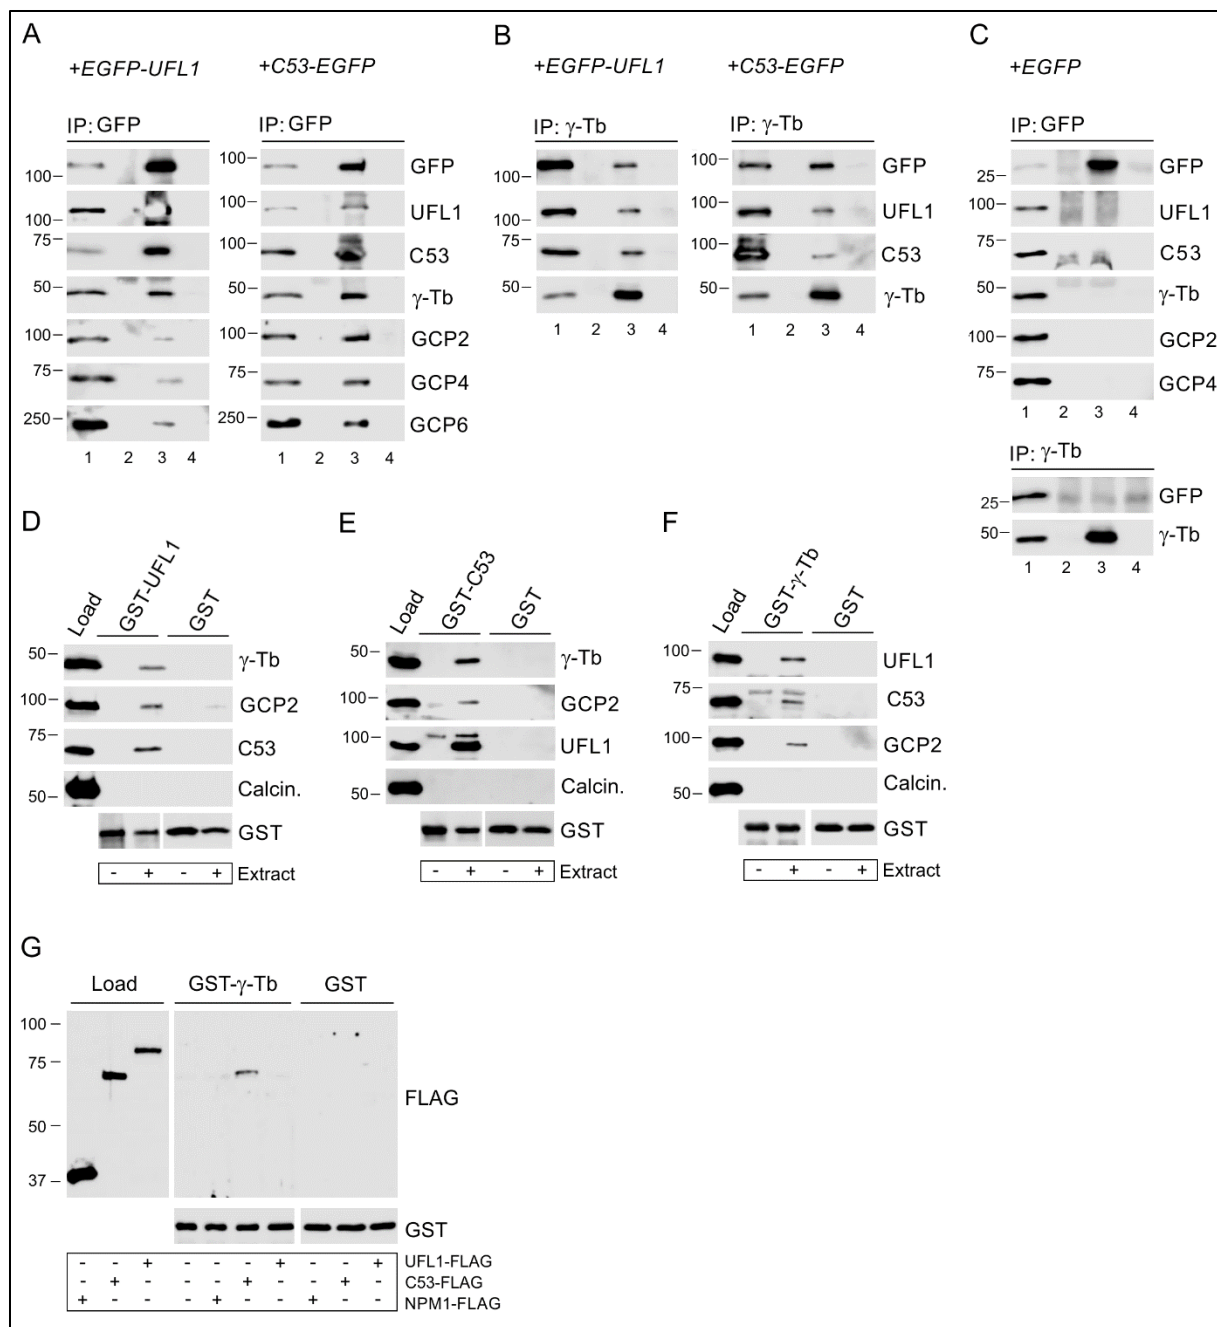 A
+EGFP-UFL1
+C53-EGFP
IP: GFP
IP: GFP
100
100
75
50
100
75
250
100
100
100
50
100
75
250
GFP
UFL1
C53
γ-Tb
GCP2
GCP4
GCP6
1 2 3 4
1 2 3 4
B
+EGFP-UFL1
+C53-EGFP
IP: γ-Tb
IP: γ-Tb
100
100
75
50
100
100
100
50
GFP
UFL1
C53
γ-Tb
1 2 3 4
1 2 3 4
C
+EGFP
IP: GFP
25
100
75
50
100
75
GFP
UFL1
C53
γ-Tb
GCP2
GCP4
1 2 3 4
IP: γ-Tb
25
50
GFP
γ-Tb
1 2 3 4
D
Load
GST-UFL1
GST
50
100
75
50
γ-Tb
GCP2
C53
Calcin.
GST
- + - + Extract
E
Load
GST-C53
GST
50
100
100
50
γ-Tb
GCP2
UFL1
Calcin.
GST
- + - + Extract
F
Load
GST-γ-Tb
GST
100
75
100
50
UFL1
C53
GCP2
Calcin.
GST
- + - + Extract
G
Load GST-γ-Tb GST
100
75
50
37
FLAG
GST
- - + - - - + - - + UFL1-FLAG
- + - - - + - - + - C53-FLAG
+ - - - + - - + - - NPM1-FLAG